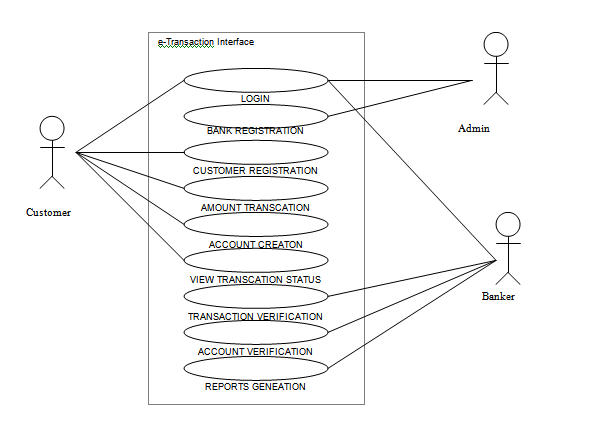 e-Transaction Interface
LOGIN
BANK REGISTRATION
CUSTOMER REGISTRATION
AMOUNT TRANSCATION
ACCOUNT CREATON
VIEW TRANSCATION STATUS
TRANSACTION VERIFICATION
ACCOUNT VERIFICATION
REPORTS GENEATION
Customer
Admin
Banker